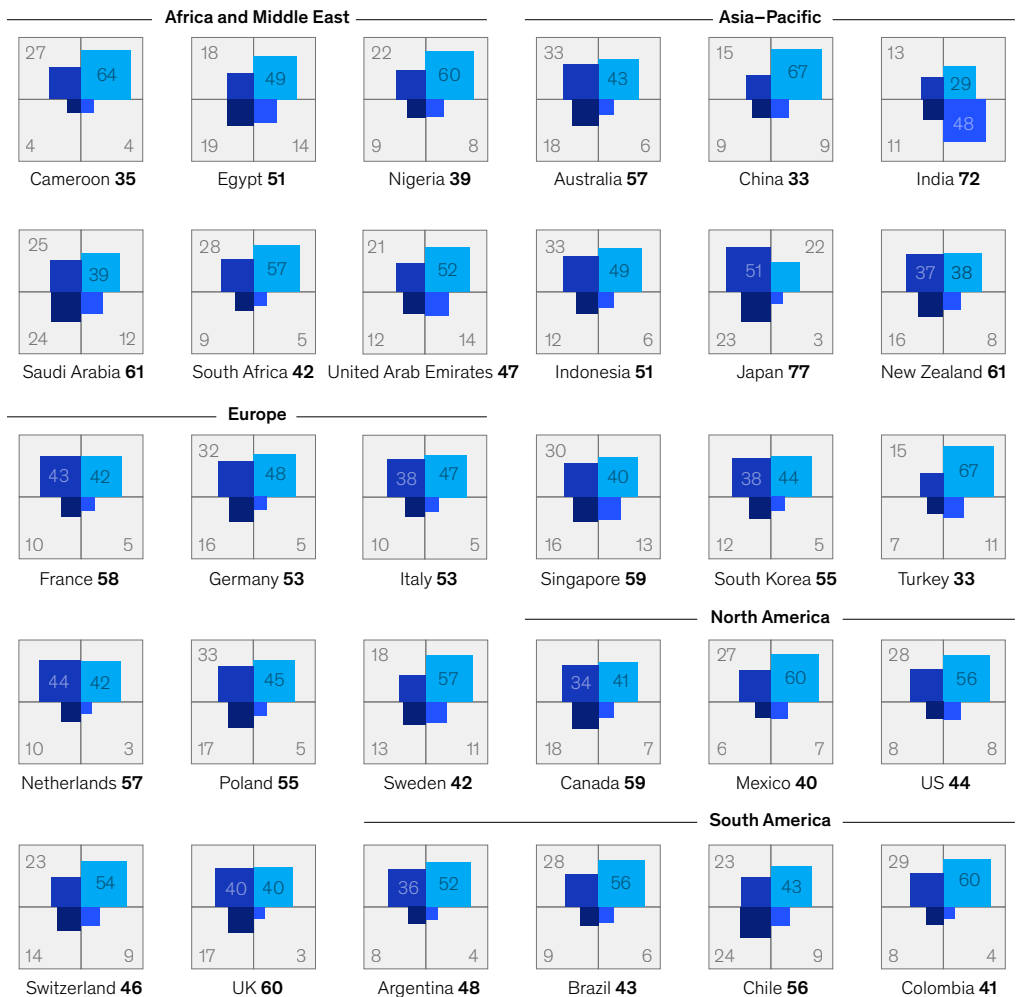 Africa and Middle East
Asia–Pacific
27 64
4 4
Cameroon 35
18 49
19 14
Egypt 51
22 60
9 8
Nigeria 39
33 43
18 6
Australia 57
15 67
9 9
China 33
13 29
11 48
India 72
25 39
24 12
Saudi Arabia 61
28 57
9 5
South Africa 42
21 52
12 14
United Arab Emirates 47
33 49
12 6
Indonesia 51
51 22
23 3
Japan 77
37 38
16 8
New Zealand 61
Europe
43 42
10 5
France 58
32 48
16 5
Germany 53
38 47
10 5
Italy 53
30 40
16 13
Singapore 59
38 44
12 5
South Korea 55
15 67
7 11
Turkey 33
North America
44 42
10 3
Netherlands 57
33 45
17 5
Poland 55
18 57
13 11
Sweden 42
34 41
18 7
Canada 59
27 60
6 7
Mexico 40
28 56
8 8
US 44
South America
23 54
14 9
Switzerland 46
40 40
17 3
UK 60
36 52
8 4
Argentina 48
28 56
9 6
Brazil 43
23 43
24 9
Chile 56
29 60
8 4
Colombia 41